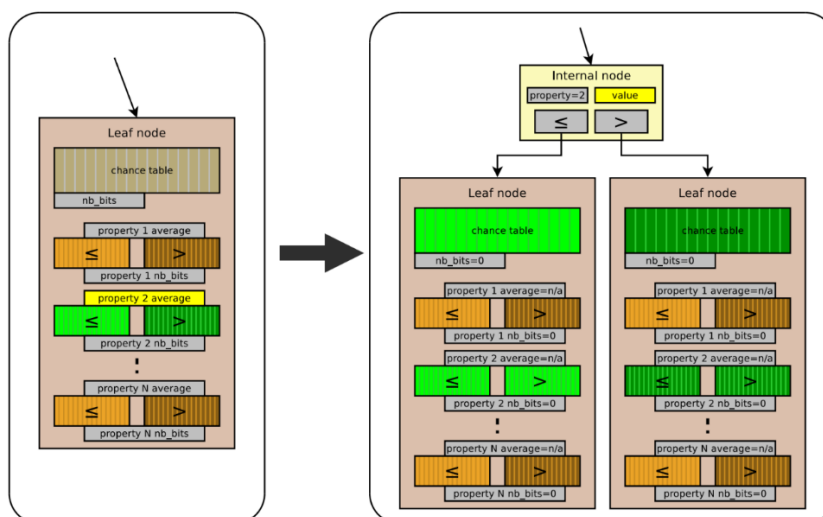 Leaf node
chance table
nb_bits
property 1 average
≤ >
property 1 nb_bits
property 2 average
≤ >
property 2 nb_bits
⋮
property N average
≤ >
property N nb_bits
Internal node
property=2 value
≤ >
Leaf node
chance table
nb_bits=0
property 1 average=n/a
≤ >
property 1 nb_bits=0
property 2 average=n/a
≤ >
property 2 nb_bits=0
⋮
property N average=n/a
≤ >
property N nb_bits=0
Leaf node
chance table
nb_bits=0
property 1 average=n/a
≤ >
property 1 nb_bits=0
property 2 average=n/a
≤ >
property 2 nb_bits=0
⋮
property N average=n/a
≤ >
property N nb_bits=0